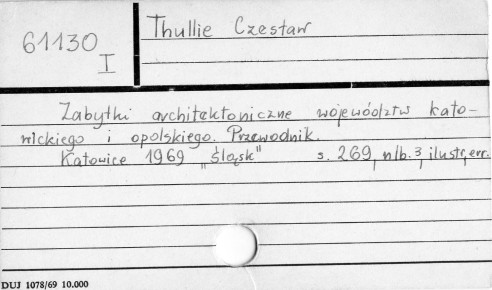 61130
I
Thullie Czesław
Zabytki architektoniczne województw kato-
wickiego i opolskiego. Przewodnik.
Katowice 1969 „Śląsk" s. 269, nlb. 3, ilustr, err.
DUJ 1078/69 10.000